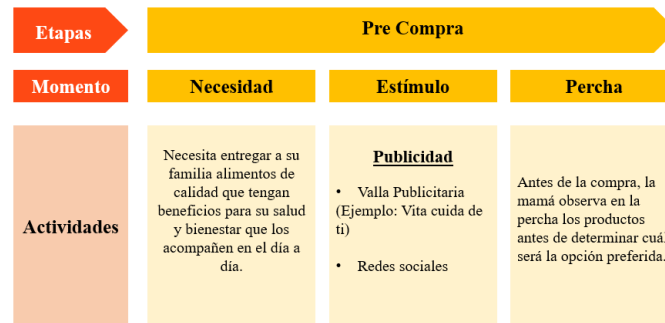 Etapas
Pre Compra
Momento
Necesidad
Estímulo
Percha
Actividades
Necesita entregar a su
familia alimentos de
calidad que tengan
beneficios para su salud
y bienestar que los
acompañen en el día a
día.
Publicidad
• Valla Publicitaria
(Ejemplo: Vita cuida de
ti)
• Redes sociales
Antes de la compra, la
mamá observa en la
percha los productos
antes de determinar cuál
será la opción preferida.